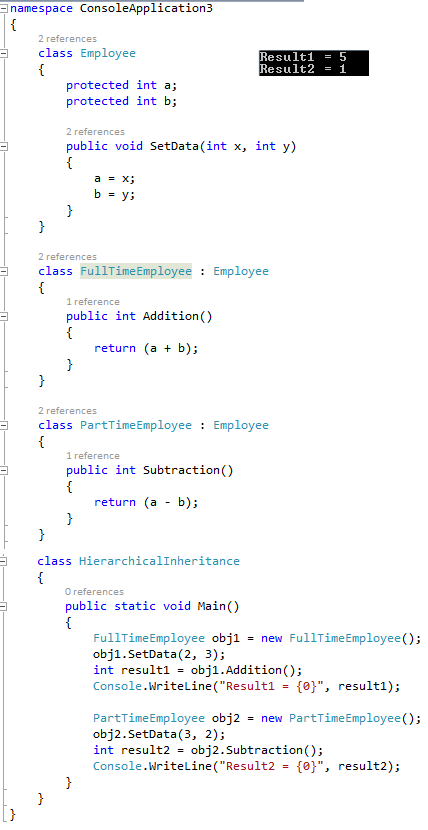 namespace ConsoleApplication3
{
2 references
class Employee
{
protected int a;
protected int b;
Result1 = 5
Result2 = 1
2 references
public void SetData(int x, int y)
{
a = x;
b = y;
}
}
2 references
class FullTimeEmployee : Employee
{
1 reference
public int Addition()
{
return (a + b);
}
}
2 references
class PartTimeEmployee : Employee
{
1 reference
public int Subtraction()
{
return (a - b);
}
}
class HierarchicalInheritance
{
0 references
public static void Main()
{
FullTimeEmployee obj1 = new FullTimeEmployee();
obj1.SetData(2, 3);
int result1 = obj1.Addition();
Console.WriteLine("Result1 = {0}", result1);
PartTimeEmployee obj2 = new PartTimeEmployee();
obj2.SetData(3, 2);
int result2 = obj2.Subtraction();
Console.WriteLine("Result2 = {0}", result2);
}
}
}